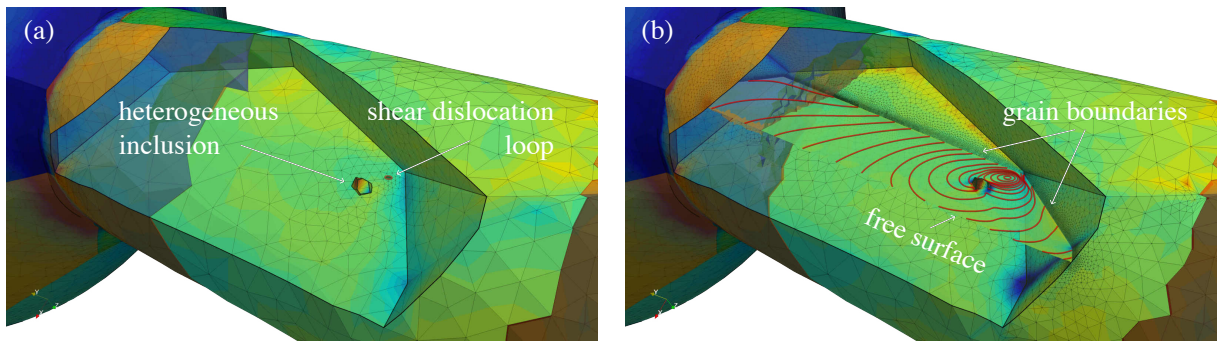 (a)
heterogeneous
inclusion
shear dislocation
loop
(b)
grain boundaries
free surface